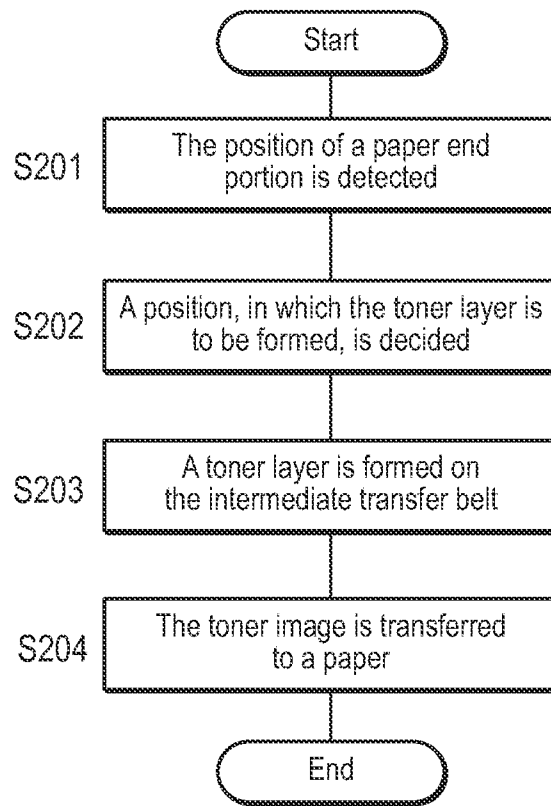 Start
S201
The position of a paper end
portion is detected
S202
A position, in which the toner layer is
to be formed, is decided
S203
A toner layer is formed on
the intermediate transfer belt
S204
The toner image is transferred
to a paper
End